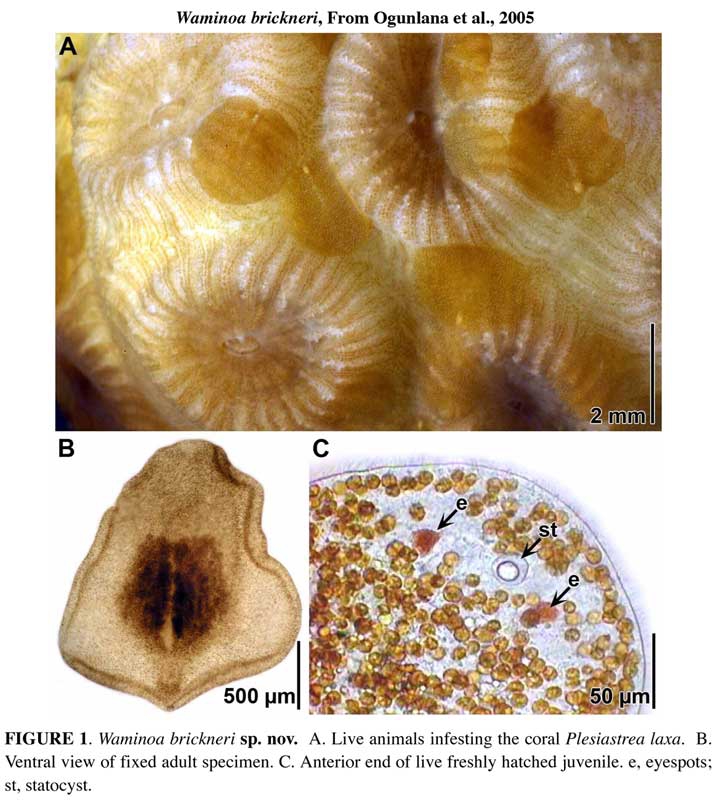 Waminoa brickneri, From Ogunlana et al., 2005
A
2 mm
B
C
e
st
e
500 µm
50 µm
FIGURE 1. Waminoa brickneri sp. nov. A. Live animals infesting the coral Plesiastrea laxa. B.
Ventral view of fixed adult specimen. C. Anterior end of live freshly hatched juvenile. e, eyespots;
st, statocyst.